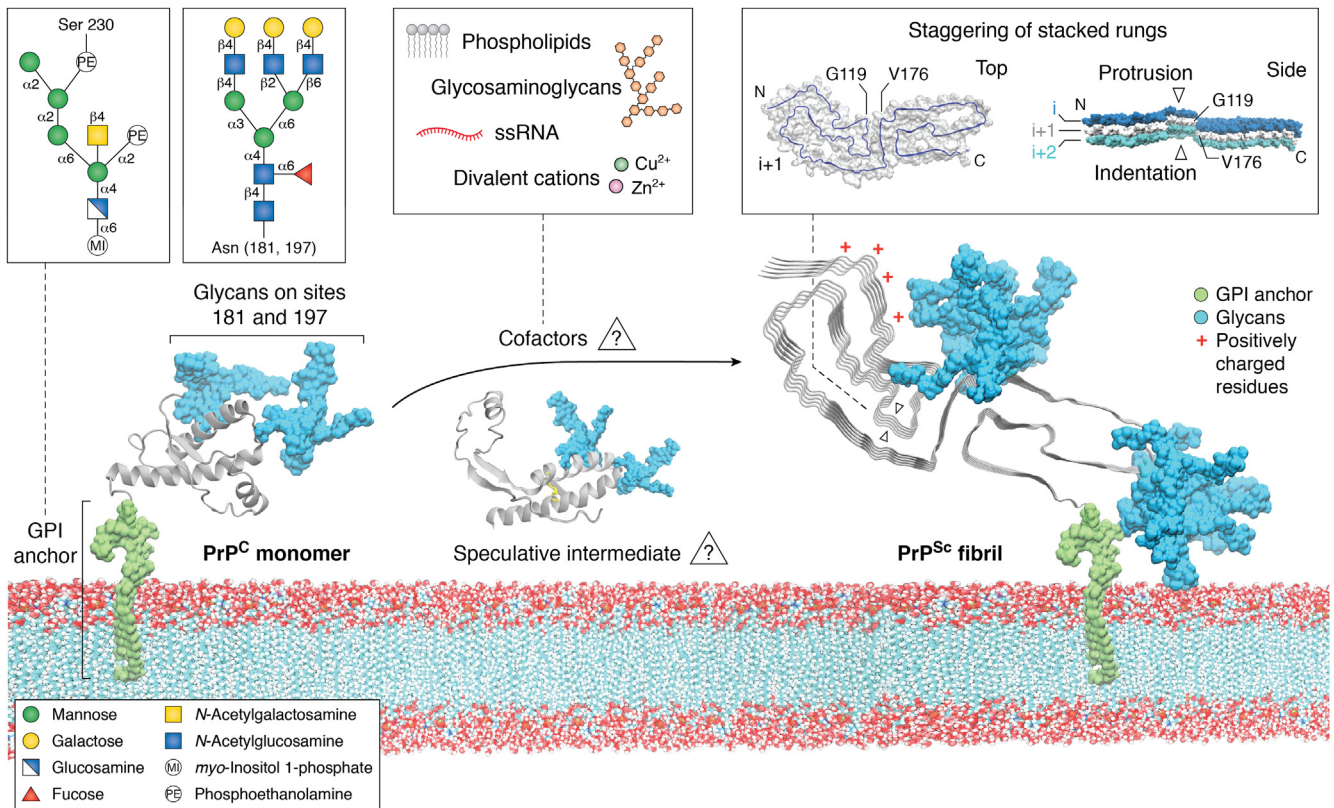 Ser 230
PE
α2
α2
β4
PE
α6
α2
α4
α6
MI
β4
β4
β4
β4
β2
β6
α3
α6
α4
α6
β4
Asn (181, 197)
Phospholipids
Glycosaminoglycans
ssRNA
Divalent cations
Cu²⁺
Zn²⁺
Staggering of stacked rungs
Top
N
G119
V176
i+1
C
Side
Protrusion
N
G119
i
i+1
i+2
V176
C
Indentation
Glycans on sites
181 and 197
Cofactors ?
GPI anchor
Glycans
+ Positively
charged
residues
+
+
+
+
GPI
anchor
PrPᶜ monomer
Speculative intermediate ?
PrPˢᶜ fibril
Mannose
Galactose
Glucosamine
Fucose
N-Acetylgalactosamine
N-Acetylglucosamine
MI myo-Inositol 1-phosphate
PE Phosphoethanolamine